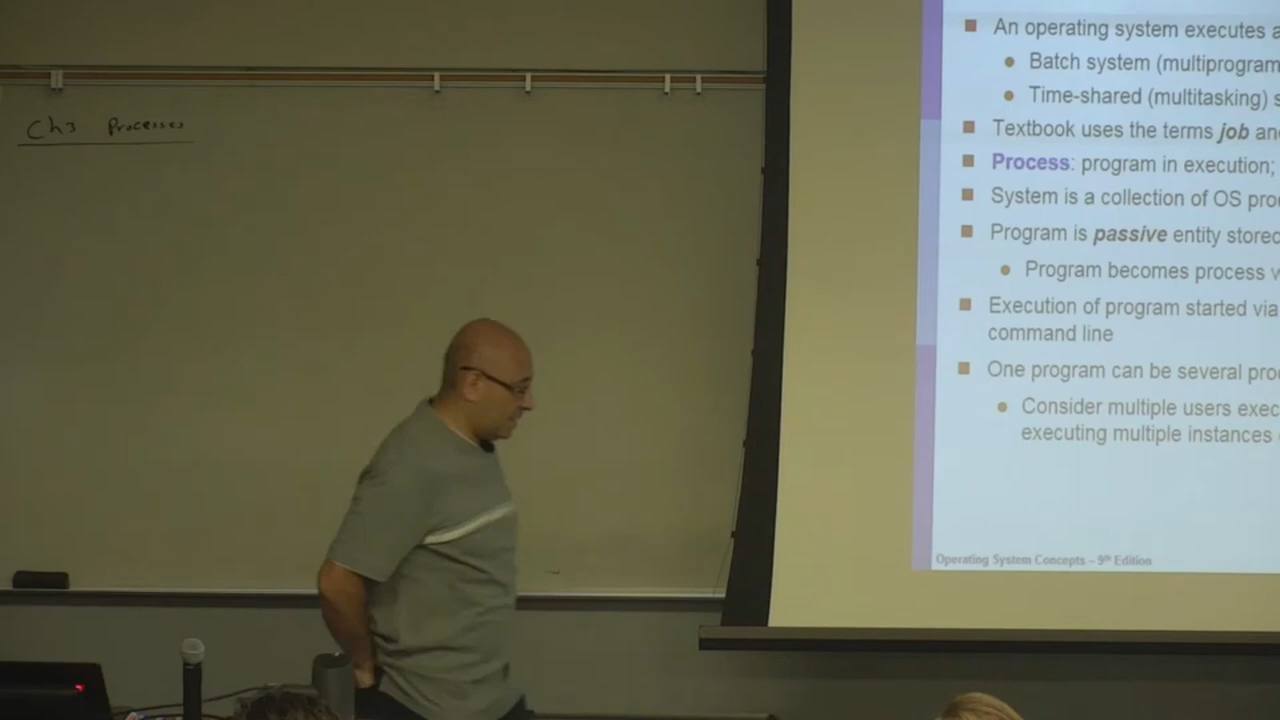 Ch3 Processes
An operating system executes a
Batch system (multiprogram
Time-shared (multitasking) s
Textbook uses the terms job an
Process: program in execution;
System is a collection of OS pro
Program is passive entity stored
Program becomes process w
Execution of program started via
command line
One program can be several pro
Consider multiple users exec
executing multiple instances
Operating System Concepts – 9th Edition